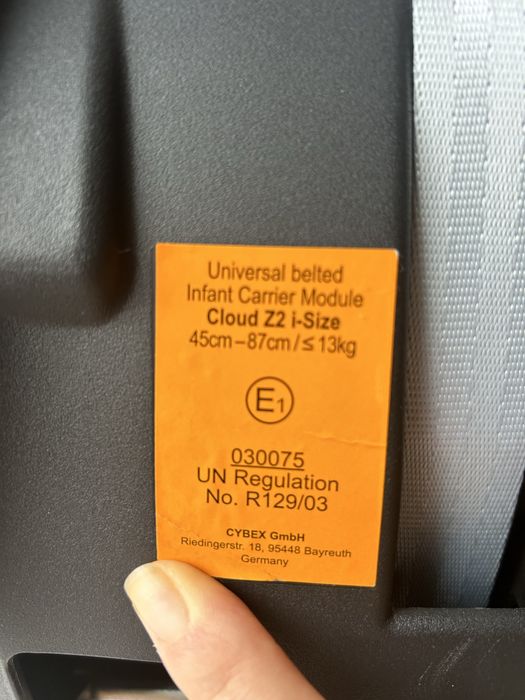 Universal belted
Infant Carrier Module
Cloud Z2 i-Size
45cm – 87cm / ≤ 13kg
E1
030075
UN Regulation
No. R129/03
CYBEX GmbH
Riedingerstr. 18, 95448 Bayreuth
Germany